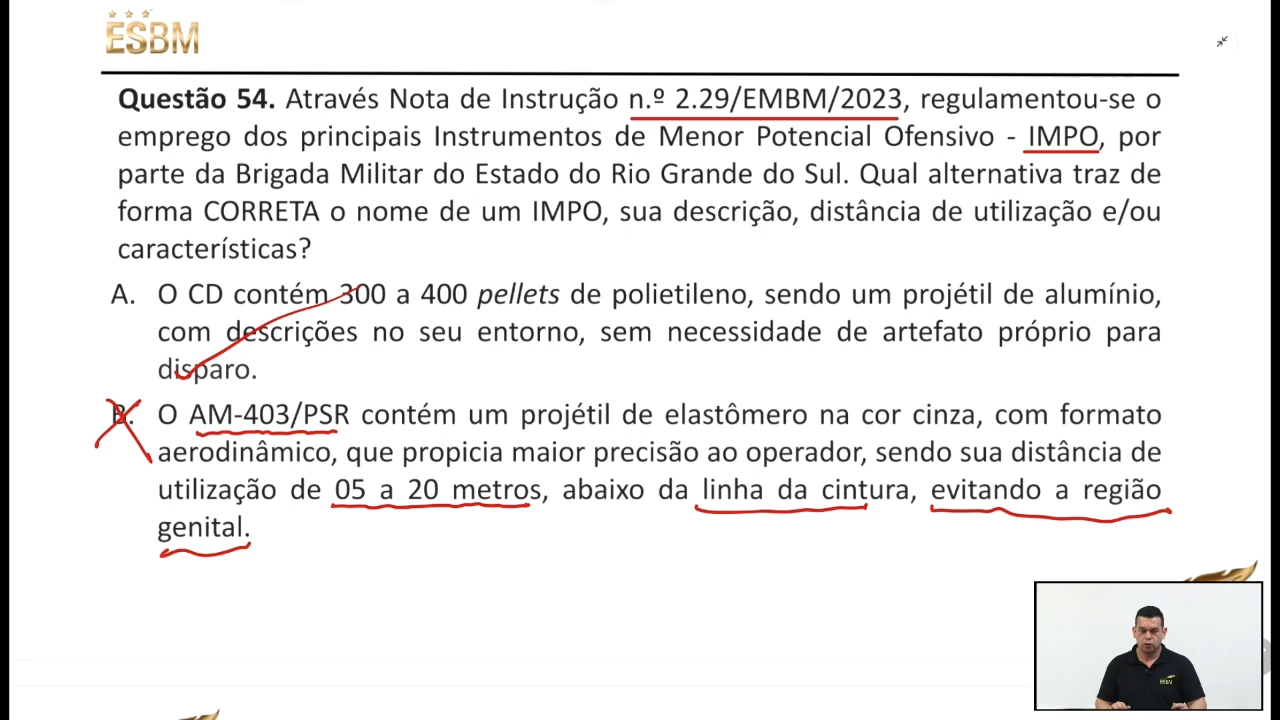 ESBM
Questão 54. Através Nota de Instrução n.º 2.29/EMBM/2023, regulamentou-se o
emprego dos principais Instrumentos de Menor Potencial Ofensivo - IMPO, por
parte da Brigada Militar do Estado do Rio Grande do Sul. Qual alternativa traz de
forma CORRETA o nome de um IMPO, sua descrição, distância de utilização e/ou
características?
A. O CD contém 300 a 400 pellets de polietileno, sendo um projétil de alumínio,
com descrições no seu entorno, sem necessidade de artefato próprio para
disparo.
B. O AM-403/PSR contém um projétil de elastômero na cor cinza, com formato
aerodinâmico, que propicia maior precisão ao operador, sendo sua distância de
utilização de 05 a 20 metros, abaixo da linha da cintura, evitando a região
genital.
ESBM